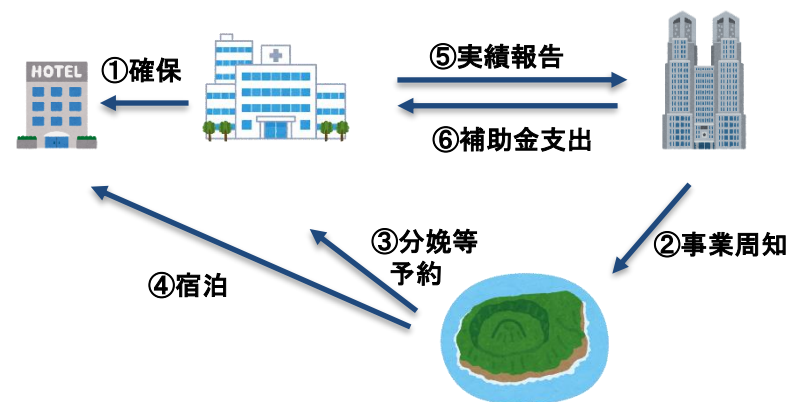 HOTEL
①確保
⑤実績報告
⑥補助金支出
②事業周知
③分娩等
予約
④宿泊